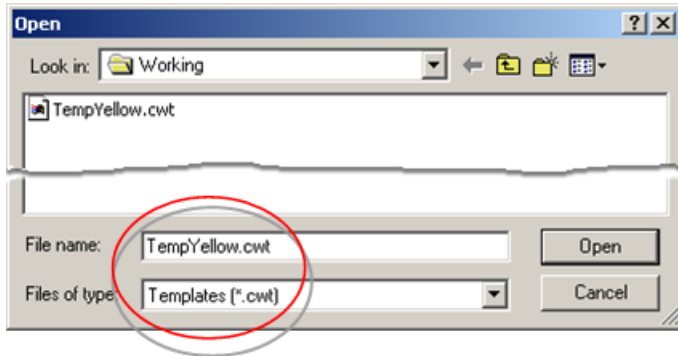 Open
Look in: Working
TempYellow.cwt
File name: TempYellow.cwt Open
Files of type: Templates (*.cwt) Cancel